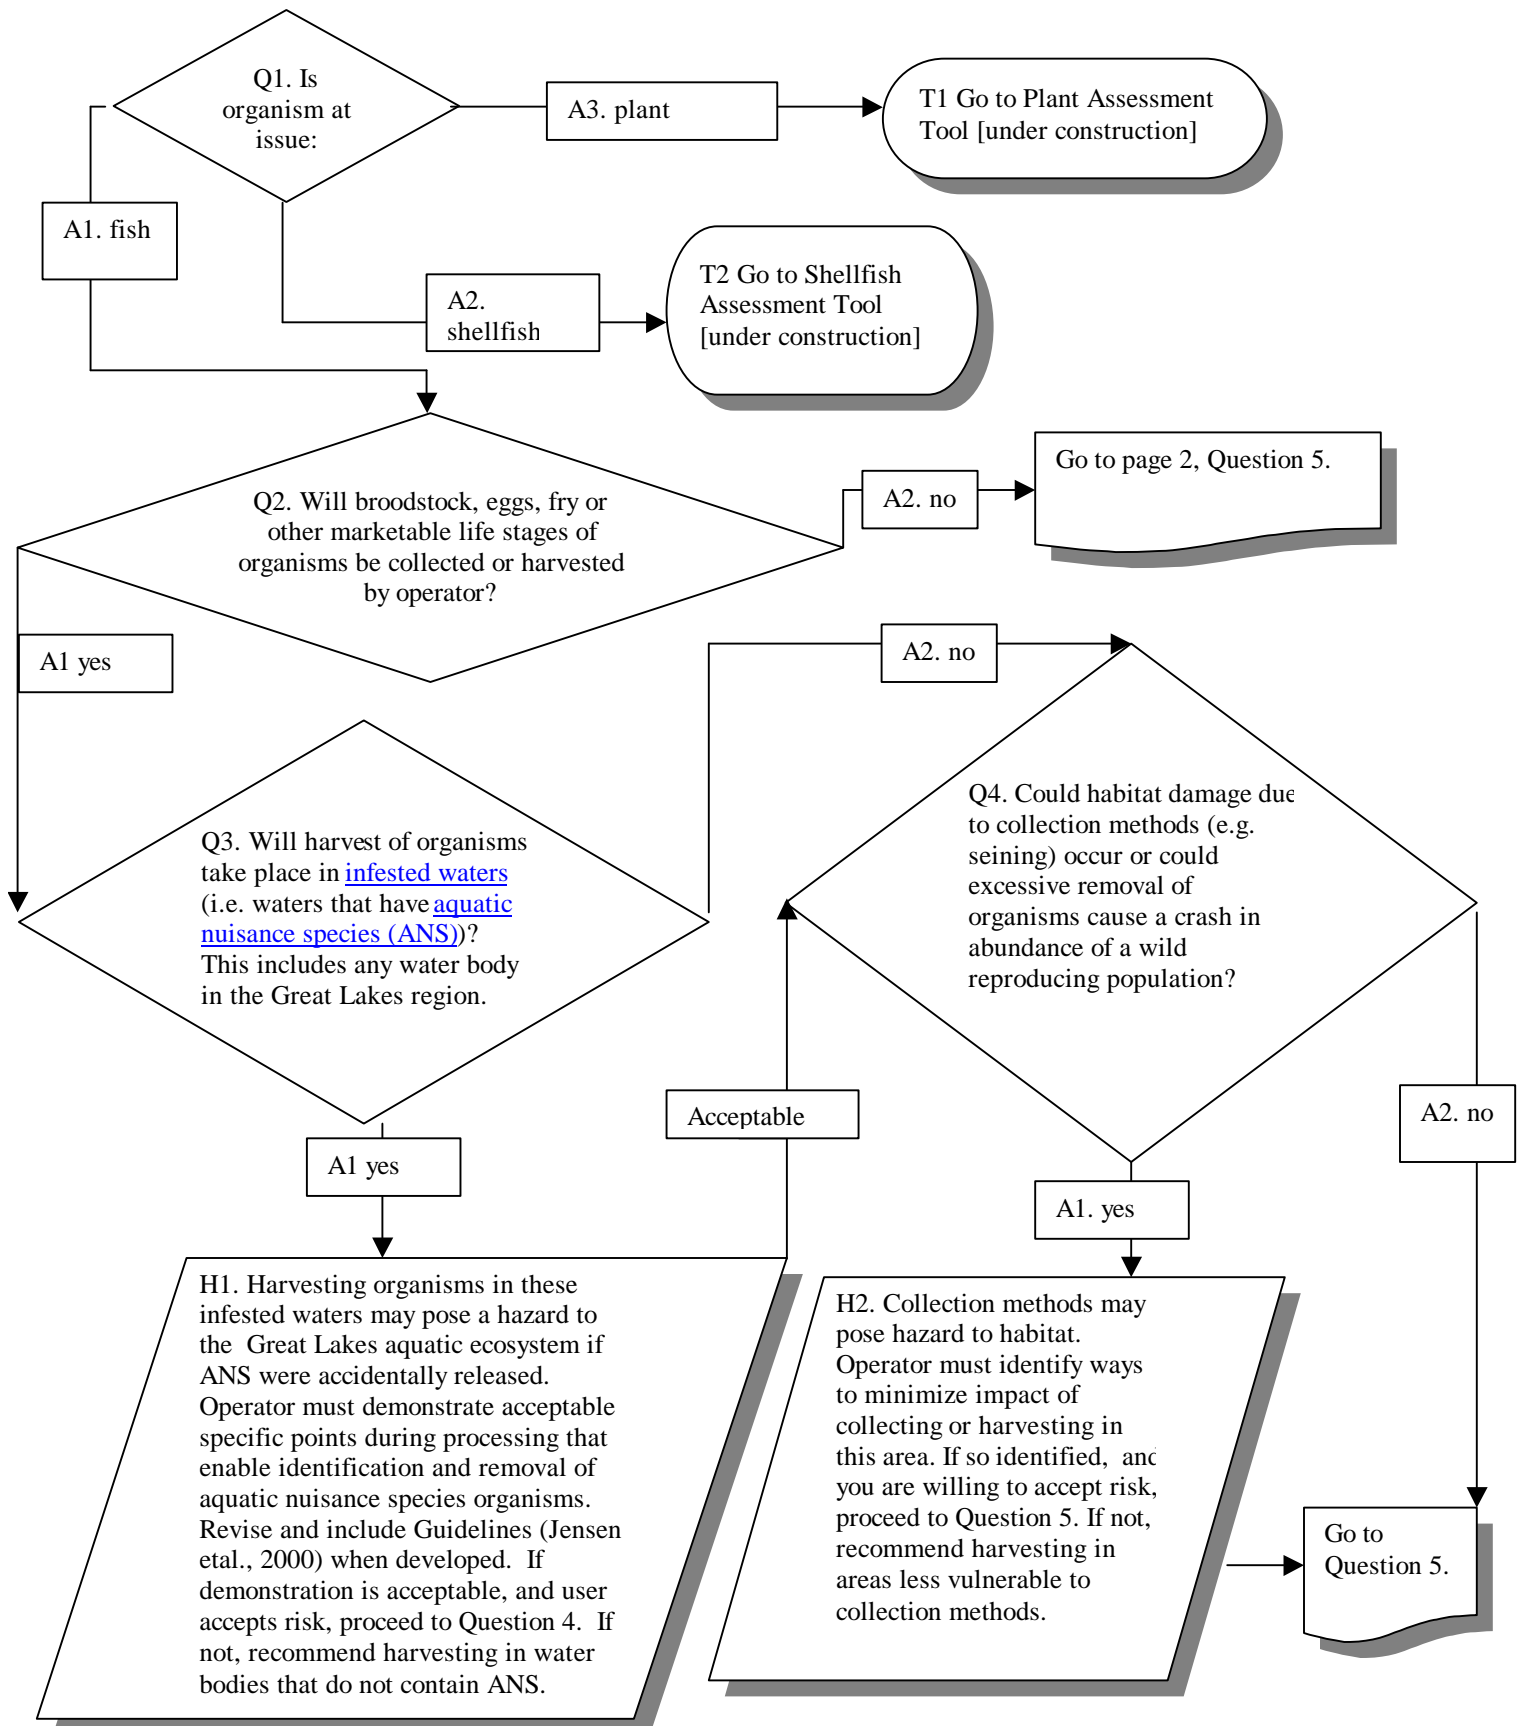 Q1. Is
organism at
issue:
A3. plant
T1 Go to Plant Assessment
Tool [under construction]
A1. fish
A2.
shellfish
T2 Go to Shellfish
Assessment Tool
[under construction]
Q2. Will broodstock, eggs, fry or
other marketable life stages of
organisms be collected or harvested
by operator?
A2. no
Go to page 2, Question 5.
A1 yes
A2. no
Q3. Will harvest of organisms
take place in infested waters
(i.e. waters that have aquatic
nuisance species (ANS))?
This includes any water body
in the Great Lakes region.
Q4. Could habitat damage due
to collection methods (e.g.
seining) occur or could
excessive removal of
organisms cause a crash in
abundance of a wild
reproducing population?
Acceptable
A2. no
A1 yes
A1. yes
H1. Harvesting organisms in these
infested waters may pose a hazard to
the Great Lakes aquatic ecosystem if
ANS were accidentally released.
Operator must demonstrate acceptable
specific points during processing that
enable identification and removal of
aquatic nuisance species organisms.
Revise and include Guidelines (Jensen
etal., 2000) when developed. If
demonstration is acceptable, and user
accepts risk, proceed to Question 4. If
not, recommend harvesting in water
bodies that do not contain ANS.
H2. Collection methods may
pose hazard to habitat.
Operator must identify ways
to minimize impact of
collecting or harvesting in
this area. If so identified, and
you are willing to accept risk,
proceed to Question 5. If not,
recommend harvesting in
areas less vulnerable to
collection methods.
Go to
Question 5.